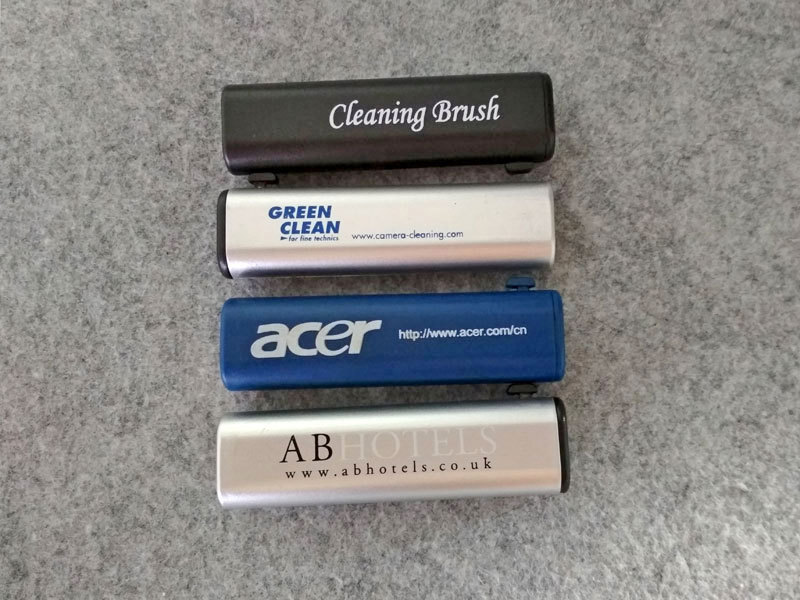 Cleaning Brush
GREEN
CLEAN
for fine technics
www.camera-cleaning.com
acer
http://www.acer.com/cn
ABHOTELS
www.abhotels.co.uk